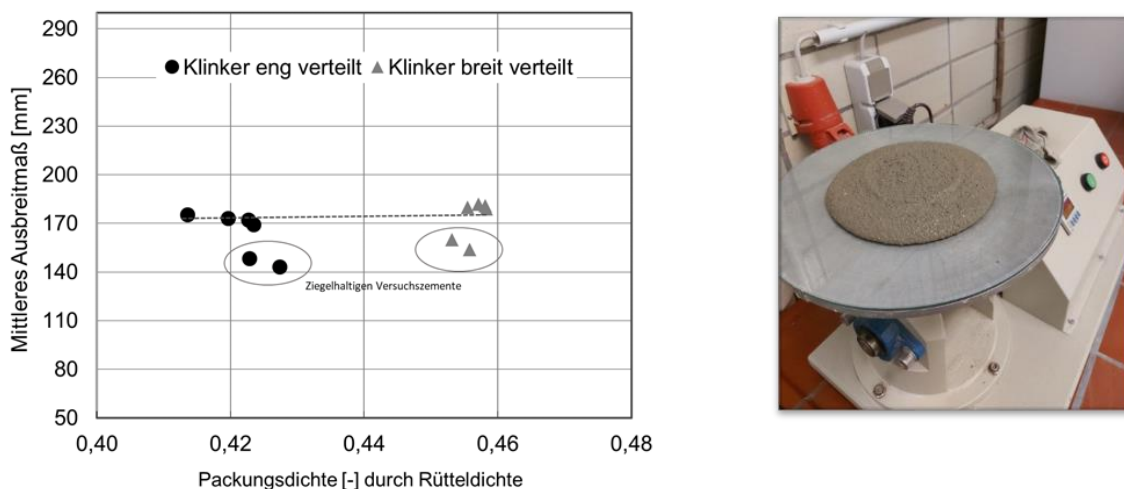 290
260
230
200
170
140
110
80
50
Mittleres Ausbreitmaß [mm]
Klinker eng verteilt
Klinker breit verteilt
Ziegelhaltigen Versuchszemente
0,40
0,42
0,44
0,46
0,48
Packungsdichte [-] durch Rütteldichte